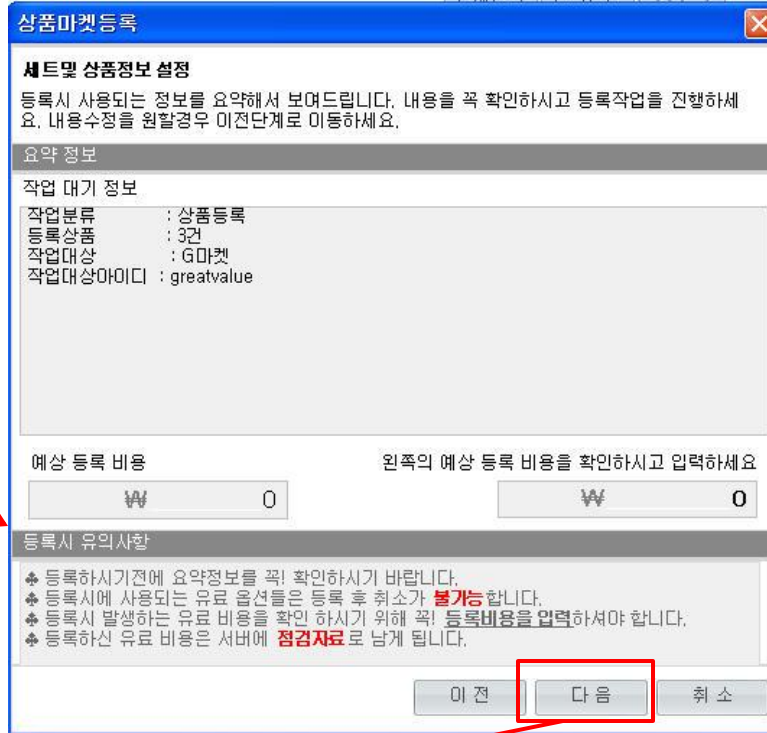 상품마켓등록
세트및 상품정보 설정
등록시 사용되는 정보를 요약해서 보여드립니다. 내용을 꼭 확인하시고 등록작업을 진행하세
요. 내용수정을 원할경우 이전단계로 이동하세요.
요약 정보
작업 대기 정보
작업분류 : 상품등록
등록상품 : 3건
작업대상 : G마켓
작업대상아이디 : greatvalue
예상 등록 비용 왼쪽의 예상 등록 비용을 확인하시고 입력하세요
₩ 0 ₩ 0
등록시 유의사항
♣ 등록하시기전에 요약정보를 꼭! 확인하시기 바랍니다.
♣ 등록시에 사용되는 유료 옵션들은 등록 후 취소가 불가능합니다.
♣ 등록시 발생하는 유료 비용을 확인 하시기 위해 꼭! 등록비용을 입력하셔야 합니다.
♣ 등록하신 유료 비용은 서버에 점검자료로 남게 됩니다.
이 전 다 음 취 소